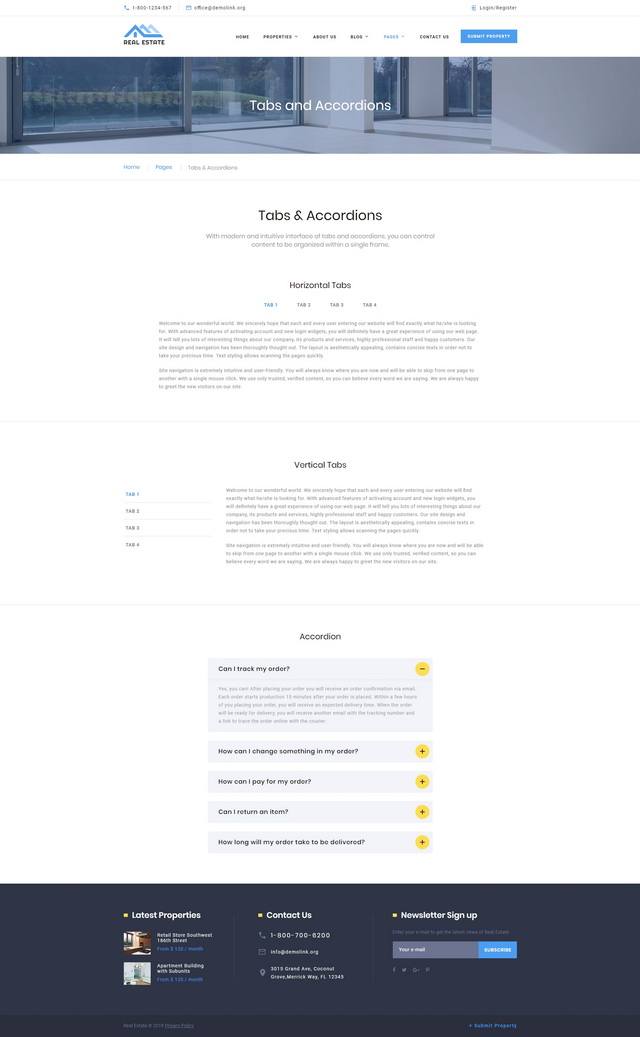 1-800-1234-567
office@demolink.org
Login/Register
REAL ESTATE
HOME
PROPERTIES
ABOUT US
BLOG
PAGES
CONTACT US
SUBMIT PROPERTY
Tabs and Accordions
Home
Pages
Tabs & Accordions
Tabs & Accordions
With modern and intuitive interface of tabs and accordions, you can control
content to be organized within a single frame.
Horizontal Tabs
TAB 1
TAB 2
TAB 3
TAB 4
Welcome to our wonderful world. We sincerely hope that each and every user entering our website will find exactly what he/she is looking
for. With advanced features of activating account and new login widgets, you will definitely have a great experience of using our web page.
It will tell you lots of interesting things about our company, its products and services, highly professional staff and happy customers. Our
site design and navigation has been thoroughly thought out. The layout is aesthetically appealing, contains concise texts in order not to
take your precious time. Text styling allows scanning the pages quickly.
Site navigation is extremely intuitive and user-friendly. You will always know where you are now and will be able to skip from one page to
another with a single mouse click. We use only trusted, verified content, so you can believe every word we are saying. We are always happy
to greet the new visitors on our site.
Vertical Tabs
TAB 1
TAB 2
TAB 3
TAB 4
Welcome to our wonderful world. We sincerely hope that each and every user entering our website will find
exactly what he/she is looking for. With advanced features of activating account and new login widgets, you
will definitely have a great experience of using our web page. It will tell you lots of interesting things about our
company, its products and services, highly professional staff and happy customers. Our site design and
navigation has been thoroughly thought out. The layout is aesthetically appealing, contains concise texts in
order not to take your precious time. Text styling allows scanning the pages quickly.
Site navigation is extremely intuitive and user-friendly. You will always know where you are now and will be able
to skip from one page to another with a single mouse click. We use only trusted, verified content, so you can
believe every word we are saying. We are always happy to greet the new visitors on our site.
Accordion
Can I track my order?
Yes, you can! After placing your order you will receive an order confirmation via email.
Each order starts production 15 minutes after your order is placed. Within a few hours
of you placing your order, you will receive an expected delivery time. When the order
will be ready for delivery, you will receive another email with the tracking number and
a link to trace the order online with the courier.
How can I change something in my order?
How can I pay for my order?
Can I return an item?
How long will my order take to be delivered?
Latest Properties
Retail Store Southwest
186th Street
From $ 130 / month
Apartment Building
with Subunits
From $ 130 / month
Contact Us
1-800-700-6200
info@demolink.org
3015 Grand Ave, Coconut
Grove,Merrick Way, FL 12345
Newsletter Sign up
Enter your e-mail to get the latest news of Real Estate
Your e-mail
SUBSCRIBE
Real Estate © 2018 Privacy Policy
+ Submit Property